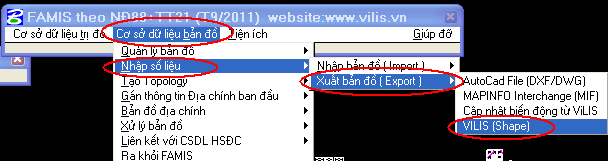 FAMIS theo NĐ88+TT21 (T9/2011) website:www.vilis.vn
Cơ sở dữ liệu trị đo Cơ sở dữ liệu bản đồ Tiện ích Giúp đỡ
Quản lý bản đồ
Nhập số liệu
Tạo Topology
Gán thông tin Địa chính ban đầu
Bản đồ địa chính
Xử lý bản đồ
Liên kết với CSDL HSĐC
Ra khỏi FAMIS
Nhập bản đồ ( Import )
Xuất bản đồ ( Export )
AutoCad File (DXF/DWG)
MAPINFO Interchange (MIF)
Cập nhật biến động từ ViLIS
VILIS (Shape)